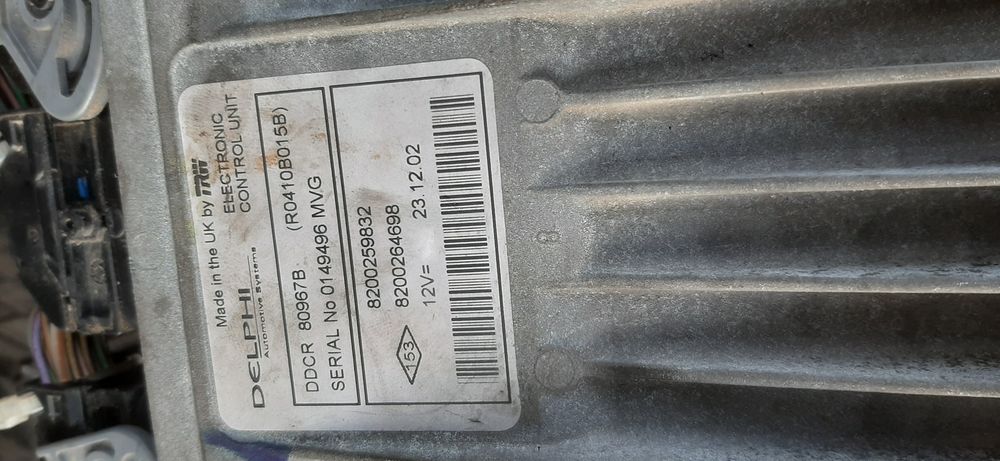 Made in the UK by TRW
DELPHI
Automotive Systems
ELECTRONIC
CONTROL UNIT
DDCR 80967B (R0410B015B)
SERIAL No 0149496 MVG
8200259832
8200264698
153
12V= 23.12.02